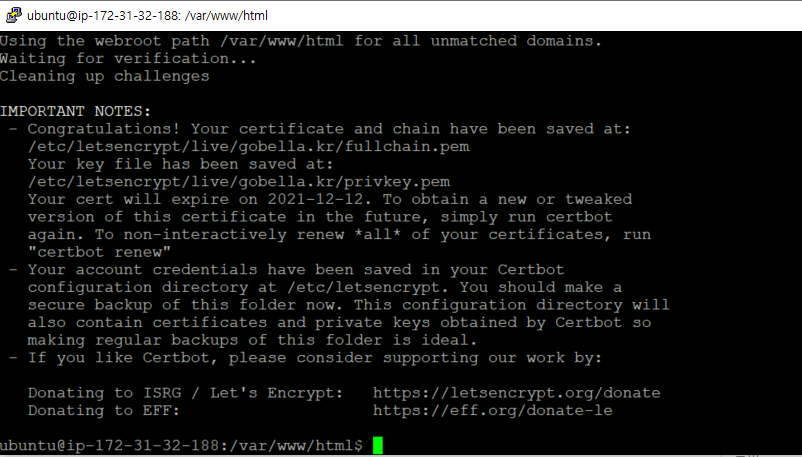 ubuntu@ip-172-31-32-188: /var/www/html
Using the webroot path /var/www/html for all unmatched domains.
Waiting for verification...
Cleaning up challenges
IMPORTANT NOTES:
- Congratulations! Your certificate and chain have been saved at:
/etc/letsencrypt/live/gobella.kr/fullchain.pem
Your key file has been saved at:
/etc/letsencrypt/live/gobella.kr/privkey.pem
Your cert will expire on 2021-12-12. To obtain a new or tweaked
version of this certificate in the future, simply run certbot
again. To non-interactively renew *all* of your certificates, run
"certbot renew"
- Your account credentials have been saved in your Certbot
configuration directory at /etc/letsencrypt. You should make a
secure backup of this folder now. This configuration directory will
also contain certificates and private keys obtained by Certbot so
making regular backups of this folder is ideal.
- If you like Certbot, please consider supporting our work by:
Donating to ISRG / Let's Encrypt: https://letsencrypt.org/donate
Donating to EFF: https://eff.org/donate-le
ubuntu@ip-172-31-32-188:/var/www/html$